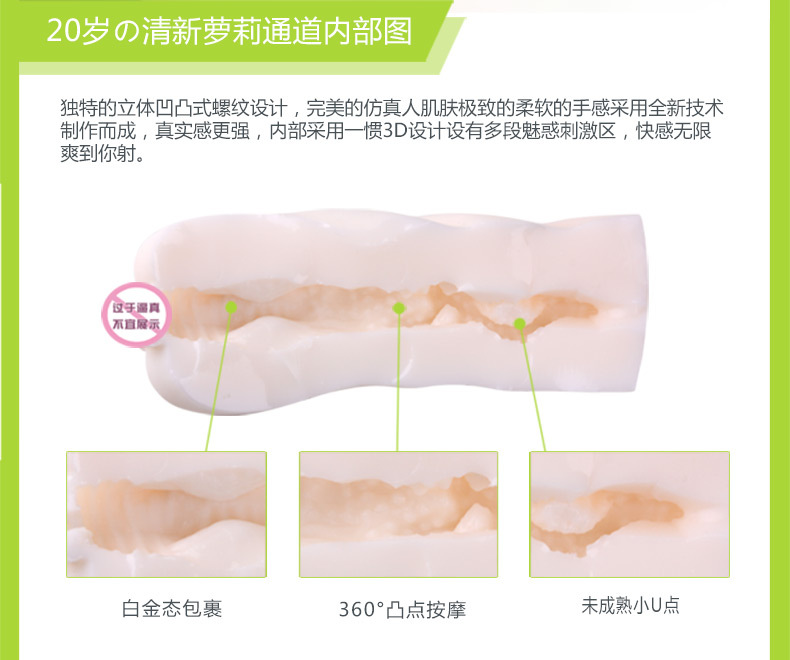 20岁の清新萝莉通道内部图
独特的立体凹凸式螺纹设计，完美的仿真人肌肤极致的柔软的手感采用全新技术
制作而成，真实感更强，内部采用一惯3D设计设有多段魅惑刺激区，快感无限
爽到你射。
过于逼真
不宜展示
白金态包裹
360°凸点按摩
未成熟小U点